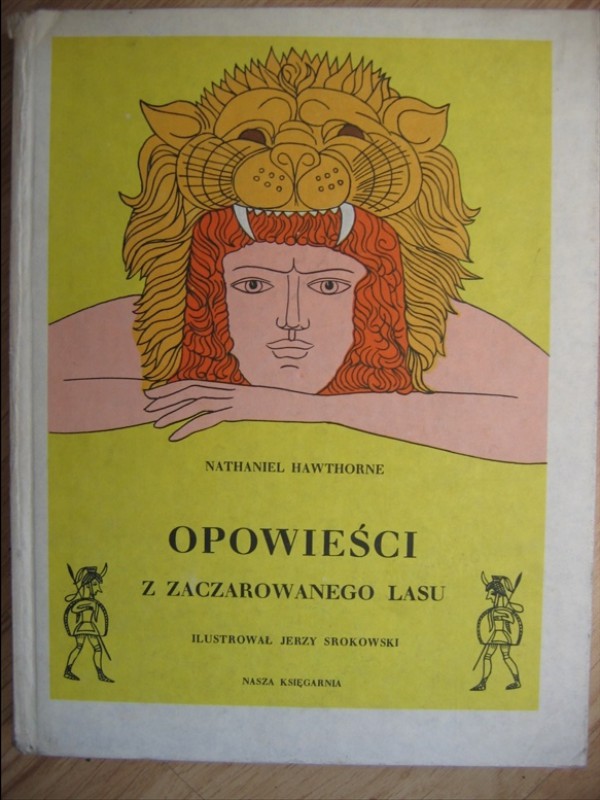 NATHANIEL HAWTHORNE
OPOWIEŚCI
Z ZACZAROWANEGO LASU
ILUSTROWAŁ JERZY SROKOWSKI
NASZA KSIĘGARNIA